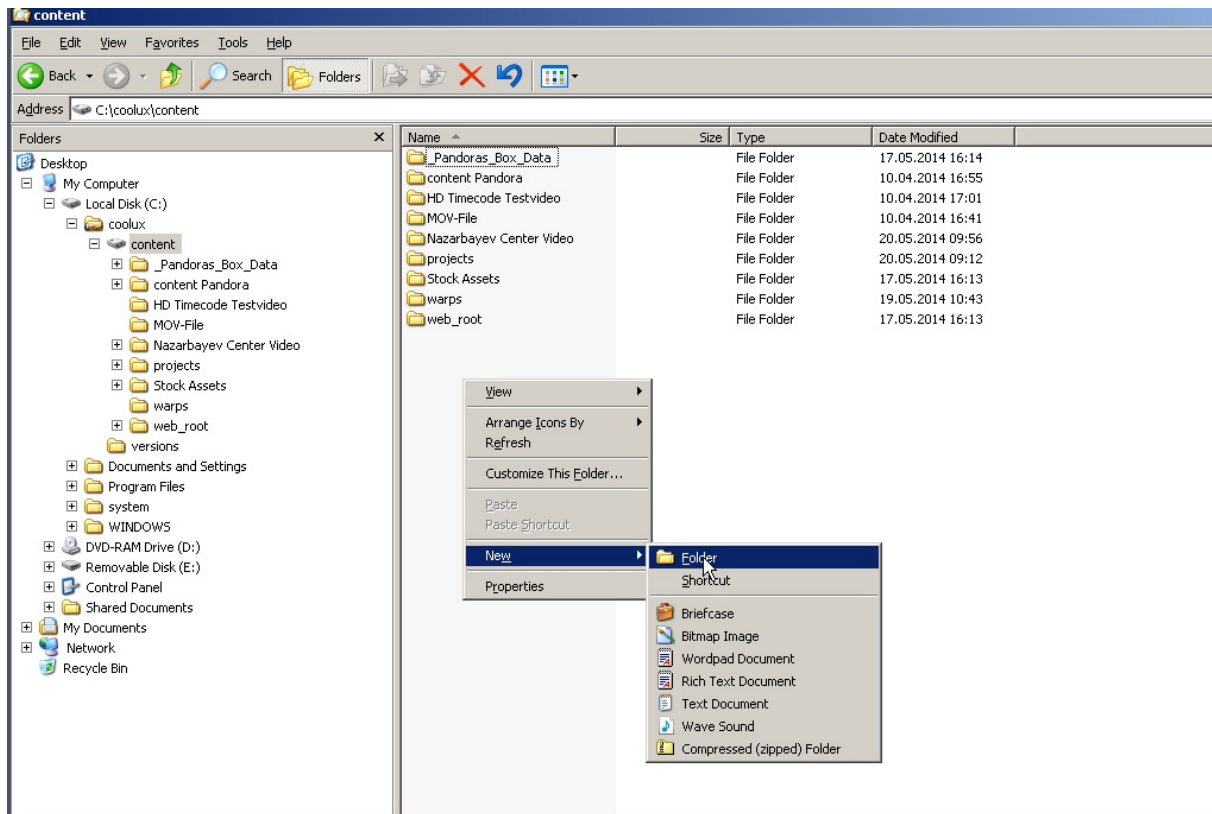 content
File Edit View Favorites Tools Help
Back Search Folders
Address C:\coolux\content
Folders
Desktop
My Computer
Local Disk (C:)
coolux
content
_Pandoras_Box_Data
content Pandora
HD Timecode Testvideo
MOV-File
Nazarbayev Center Video
projects
Stock Assets
warps
web_root
versions
Documents and Settings
Program Files
system
WINDOWS
DVD-RAM Drive (D:)
Removable Disk (E:)
Control Panel
Shared Documents
My Documents
Network
Recycle Bin
Name Size Type Date Modified
_Pandoras_Box_Data File Folder 17.05.2014 16:14
content Pandora File Folder 10.04.2014 16:55
HD Timecode Testvideo File Folder 10.04.2014 17:01
MOV-File File Folder 10.04.2014 16:41
Nazarbayev Center Video File Folder 20.05.2014 09:56
projects File Folder 20.05.2014 09:12
Stock Assets File Folder 17.05.2014 16:13
warps File Folder 19.05.2014 10:43
web_root File Folder 17.05.2014 16:13
View
Arrange Icons By
Refresh
Customize This Folder...
Paste
Paste Shortcut
New
Properties
Folder
Shortcut
Briefcase
Bitmap Image
Wordpad Document
Rich Text Document
Text Document
Wave Sound
Compressed (zipped) Folder